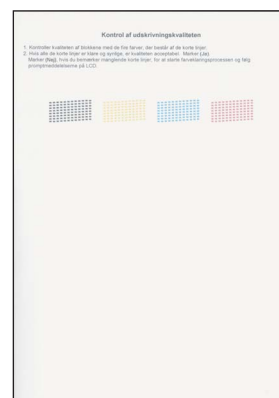 Kontrol af udskrivningskvaliteten
1. Kontroller kvaliteten af blokkene med de fire farver, der består af de korte linjer.
2. Hvis alle de korte linjer er klare og synlige, er kvaliteten acceptabel. Marker [Ja].
Marker [Nej], hvis du bemærker manglende korte linjer, for at starte farveklaringsprocessen og følg
promptmeddelelserne på LCD.